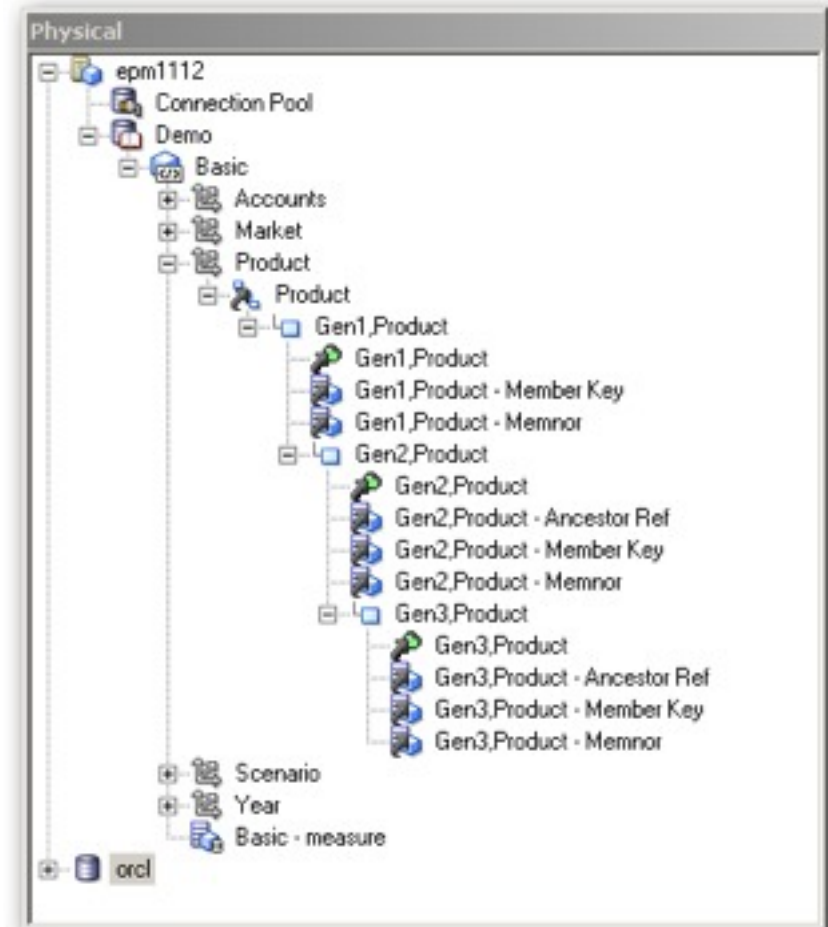 Physical
epm1112
Connection Pool
Demo
Basic
Accounts
Market
Product
Product
Gen1,Product
Gen1,Product
Gen1,Product - Member Key
Gen1,Product - Memnor
Gen2,Product
Gen2,Product
Gen2,Product - Ancestor Ref
Gen2,Product - Member Key
Gen2,Product - Memnor
Gen3,Product
Gen3,Product
Gen3,Product - Ancestor Ref
Gen3,Product - Member Key
Gen3,Product - Memnor
Scenario
Year
Basic - measure
orcl